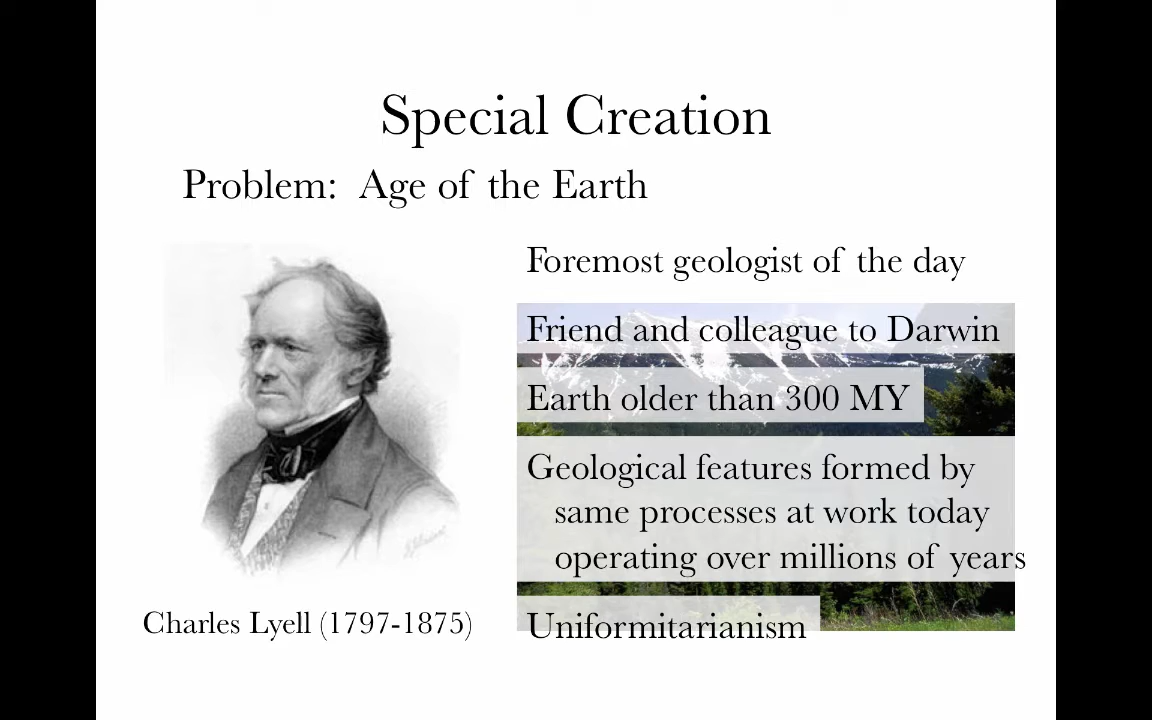 Special Creation
Problem: Age of the Earth
Foremost geologist of the day
Friend and colleague to Darwin
Earth older than 300 MY
Geological features formed by
same processes at work today
operating over millions of years
Uniformitarianism
Charles Lyell (1797-1875)